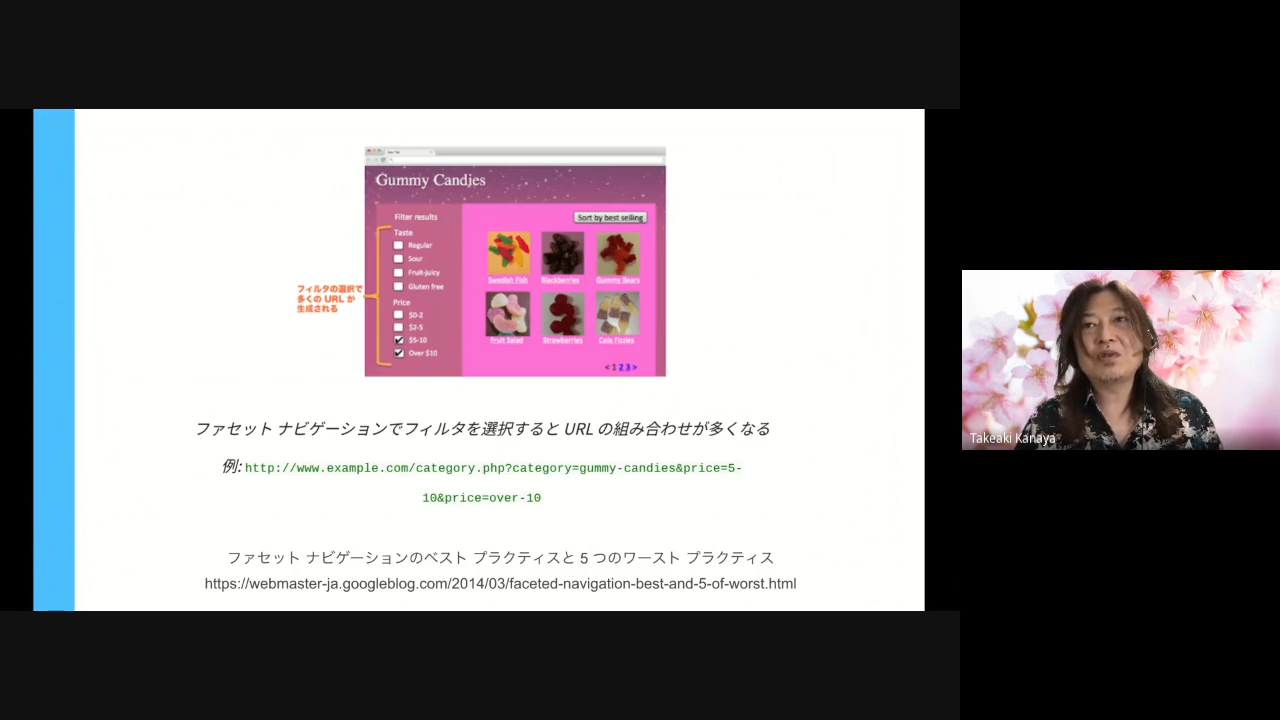 Gummy Candies
Filter results
Sort by best selling
Taste
Regular
Sour
Fruit-juicy
Gluten free
Price
$0-2
$2-5
$5-10
Over $10
Swedish Fish
Blackberries
Gummy Bears
Fruit Salad
Strawberries
Cola Fizzies
< 1 2 3 >
フィルタの選択で
多くの URL が
生成される
ファセット ナビゲーションでフィルタを選択すると URL の組み合わせが多くなる
例: http://www.example.com/category.php?category=gummy-candies&price=5-
10&price=over-10
ファセット ナビゲーションのベスト プラクティスと 5 つのワースト プラクティス
https://webmaster-ja.googleblog.com/2014/03/faceted-navigation-best-and-5-of-worst.html
Takeaki Kanaya